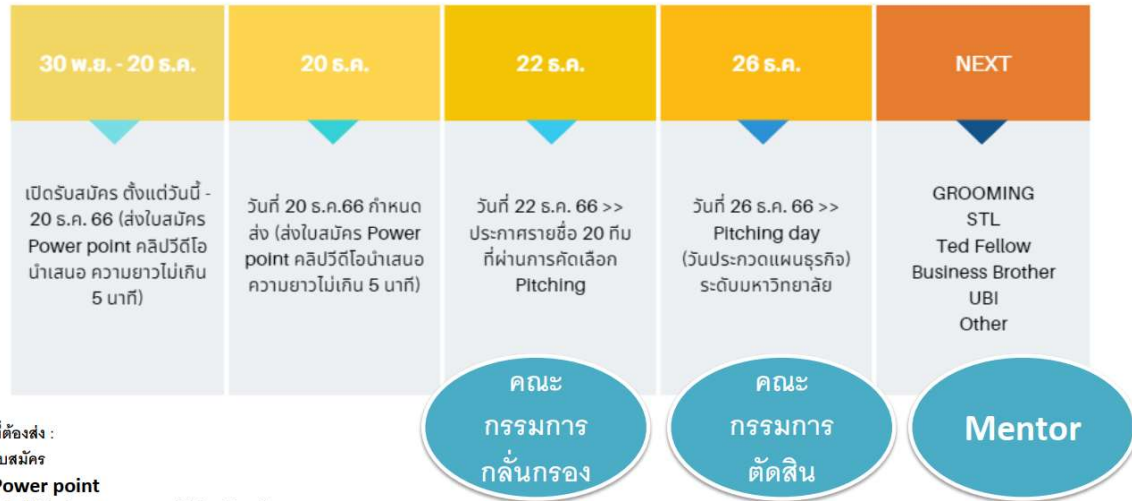 30 พ.ย. - 20 ธ.ค.
20 ธ.ค.
22 ธ.ค.
26 ธ.ค.
NEXT
เปิดรับสมัคร ตั้งแต่วันนี้ -
20 ธ.ค. 66 (ส่งใบสมัคร
Power point คลิปวีดีโอ
นำเสนอ ความยาวไม่เกิน
5 นาที)
วันที่ 20 ธ.ค.66 กำหนด
ส่ง (ส่งใบสมัคร Power
point คลิปวีดีโอนำเสนอ
ความยาวไม่เกิน 5 นาที)
วันที่ 22 ธ.ค. 66 >>
ประกาศรายชื่อ 20 ทีม
ที่ผ่านการคัดเลือก
Pitching
วันที่ 26 ธ.ค. 66 >>
Pitching day
(วันประกวดแผนธุรกิจ)
ระดับมหาวิทยาลัย
GROOMING
STL
Ted Fellow
Business Brother
UBI
Other
คณะ
กรรมการ
กลั่นกรอง
คณะ
กรรมการ
ตัดสิน
Mentor
ที่ต้องส่ง :
บสมัคร
Power point